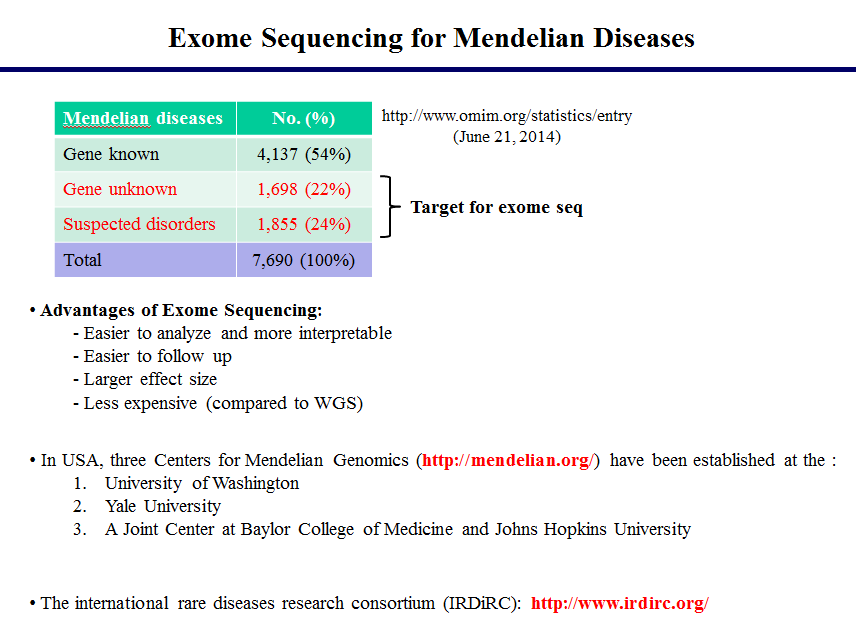 Exome Sequencing for Mendelian Diseases
Mendelian diseases No. (%)
http://www.omim.org/statistics/entry
(June 21, 2014)
Gene known 4,137 (54%)
Gene unknown 1,698 (22%)
Target for exome seq
Suspected disorders 1,855 (24%)
Total 7,690 (100%)
• Advantages of Exome Sequencing:
- Easier to analyze and more interpretable
- Easier to follow up
- Larger effect size
- Less expensive (compared to WGS)
• In USA, three Centers for Mendelian Genomics (http://mendelian.org/) have been established at the :
1. University of Washington
2. Yale University
3. A Joint Center at Baylor College of Medicine and Johns Hopkins University
• The international rare diseases research consortium (IRDiRC): http://www.irdirc.org/